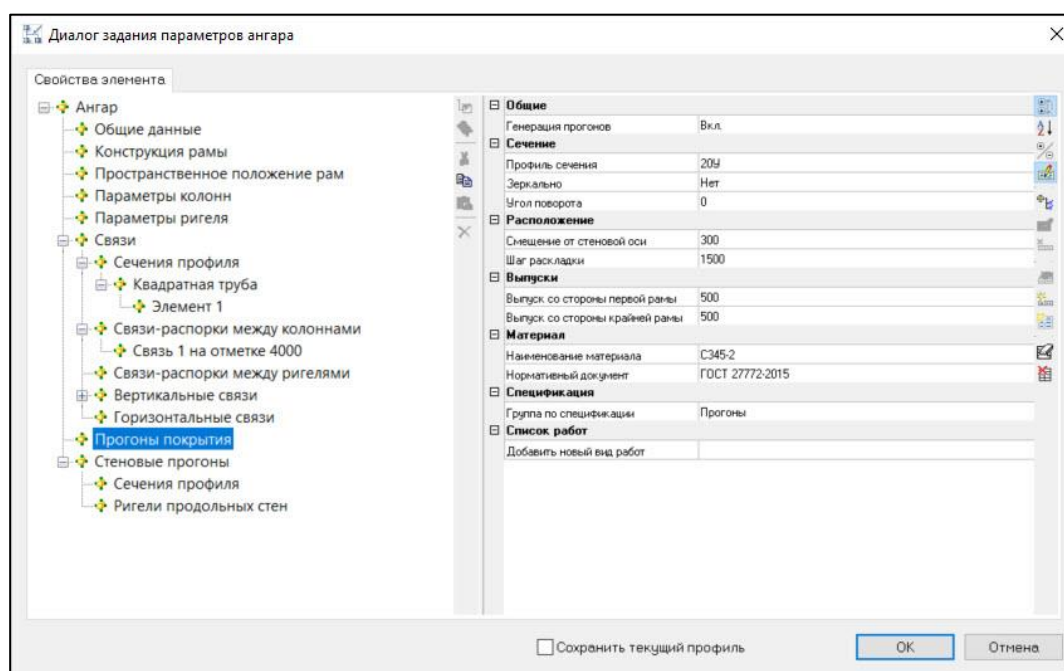 Диалог задания параметров ангара
Свойства элемента
Ангар
Общие данные
Конструкция рамы
Пространственное положение рам
Параметры колонн
Параметры ригеля
Связи
Сечения профиля
Квадратная труба
Элемент 1
Связи-распорки между колоннами
Связь 1 на отметке 4000
Связи-распорки между ригелями
Вертикальные связи
Горизонтальные связи
Прогоны покрытия
Стеновые прогоны
Сечения профиля
Ригели продольных стен
Общие
Генерация прогонов Вкл.
Сечение
Профиль сечения 20У
Зеркально Нет
Угол поворота 0
Расположение
Смещение от стеновой оси 300
Шаг раскладки 1500
Выпуски
Выпуск со стороны первой рамы 500
Выпуск со стороны крайней рамы 500
Материал
Наименование материала С345-2
Нормативный документ ГОСТ 27772-2015
Спецификация
Группа по спецификации Прогоны
Список работ
Добавить новый вид работ
Сохранить текущий профиль
ОК
Отмена